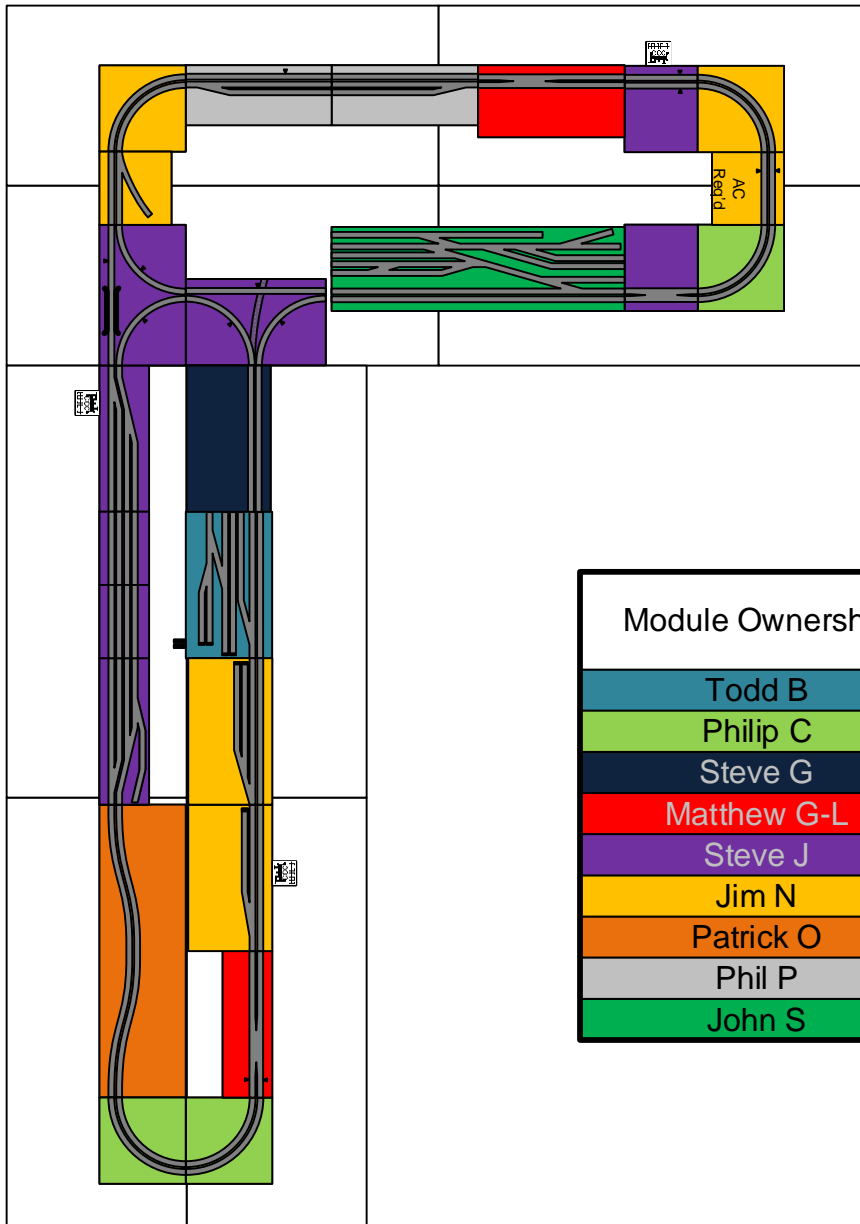 AC
Req'd
Module Ownersh
Todd B
Philip C
Steve G
Matthew G-L
Steve J
Jim N
Patrick O
Phil P
John S